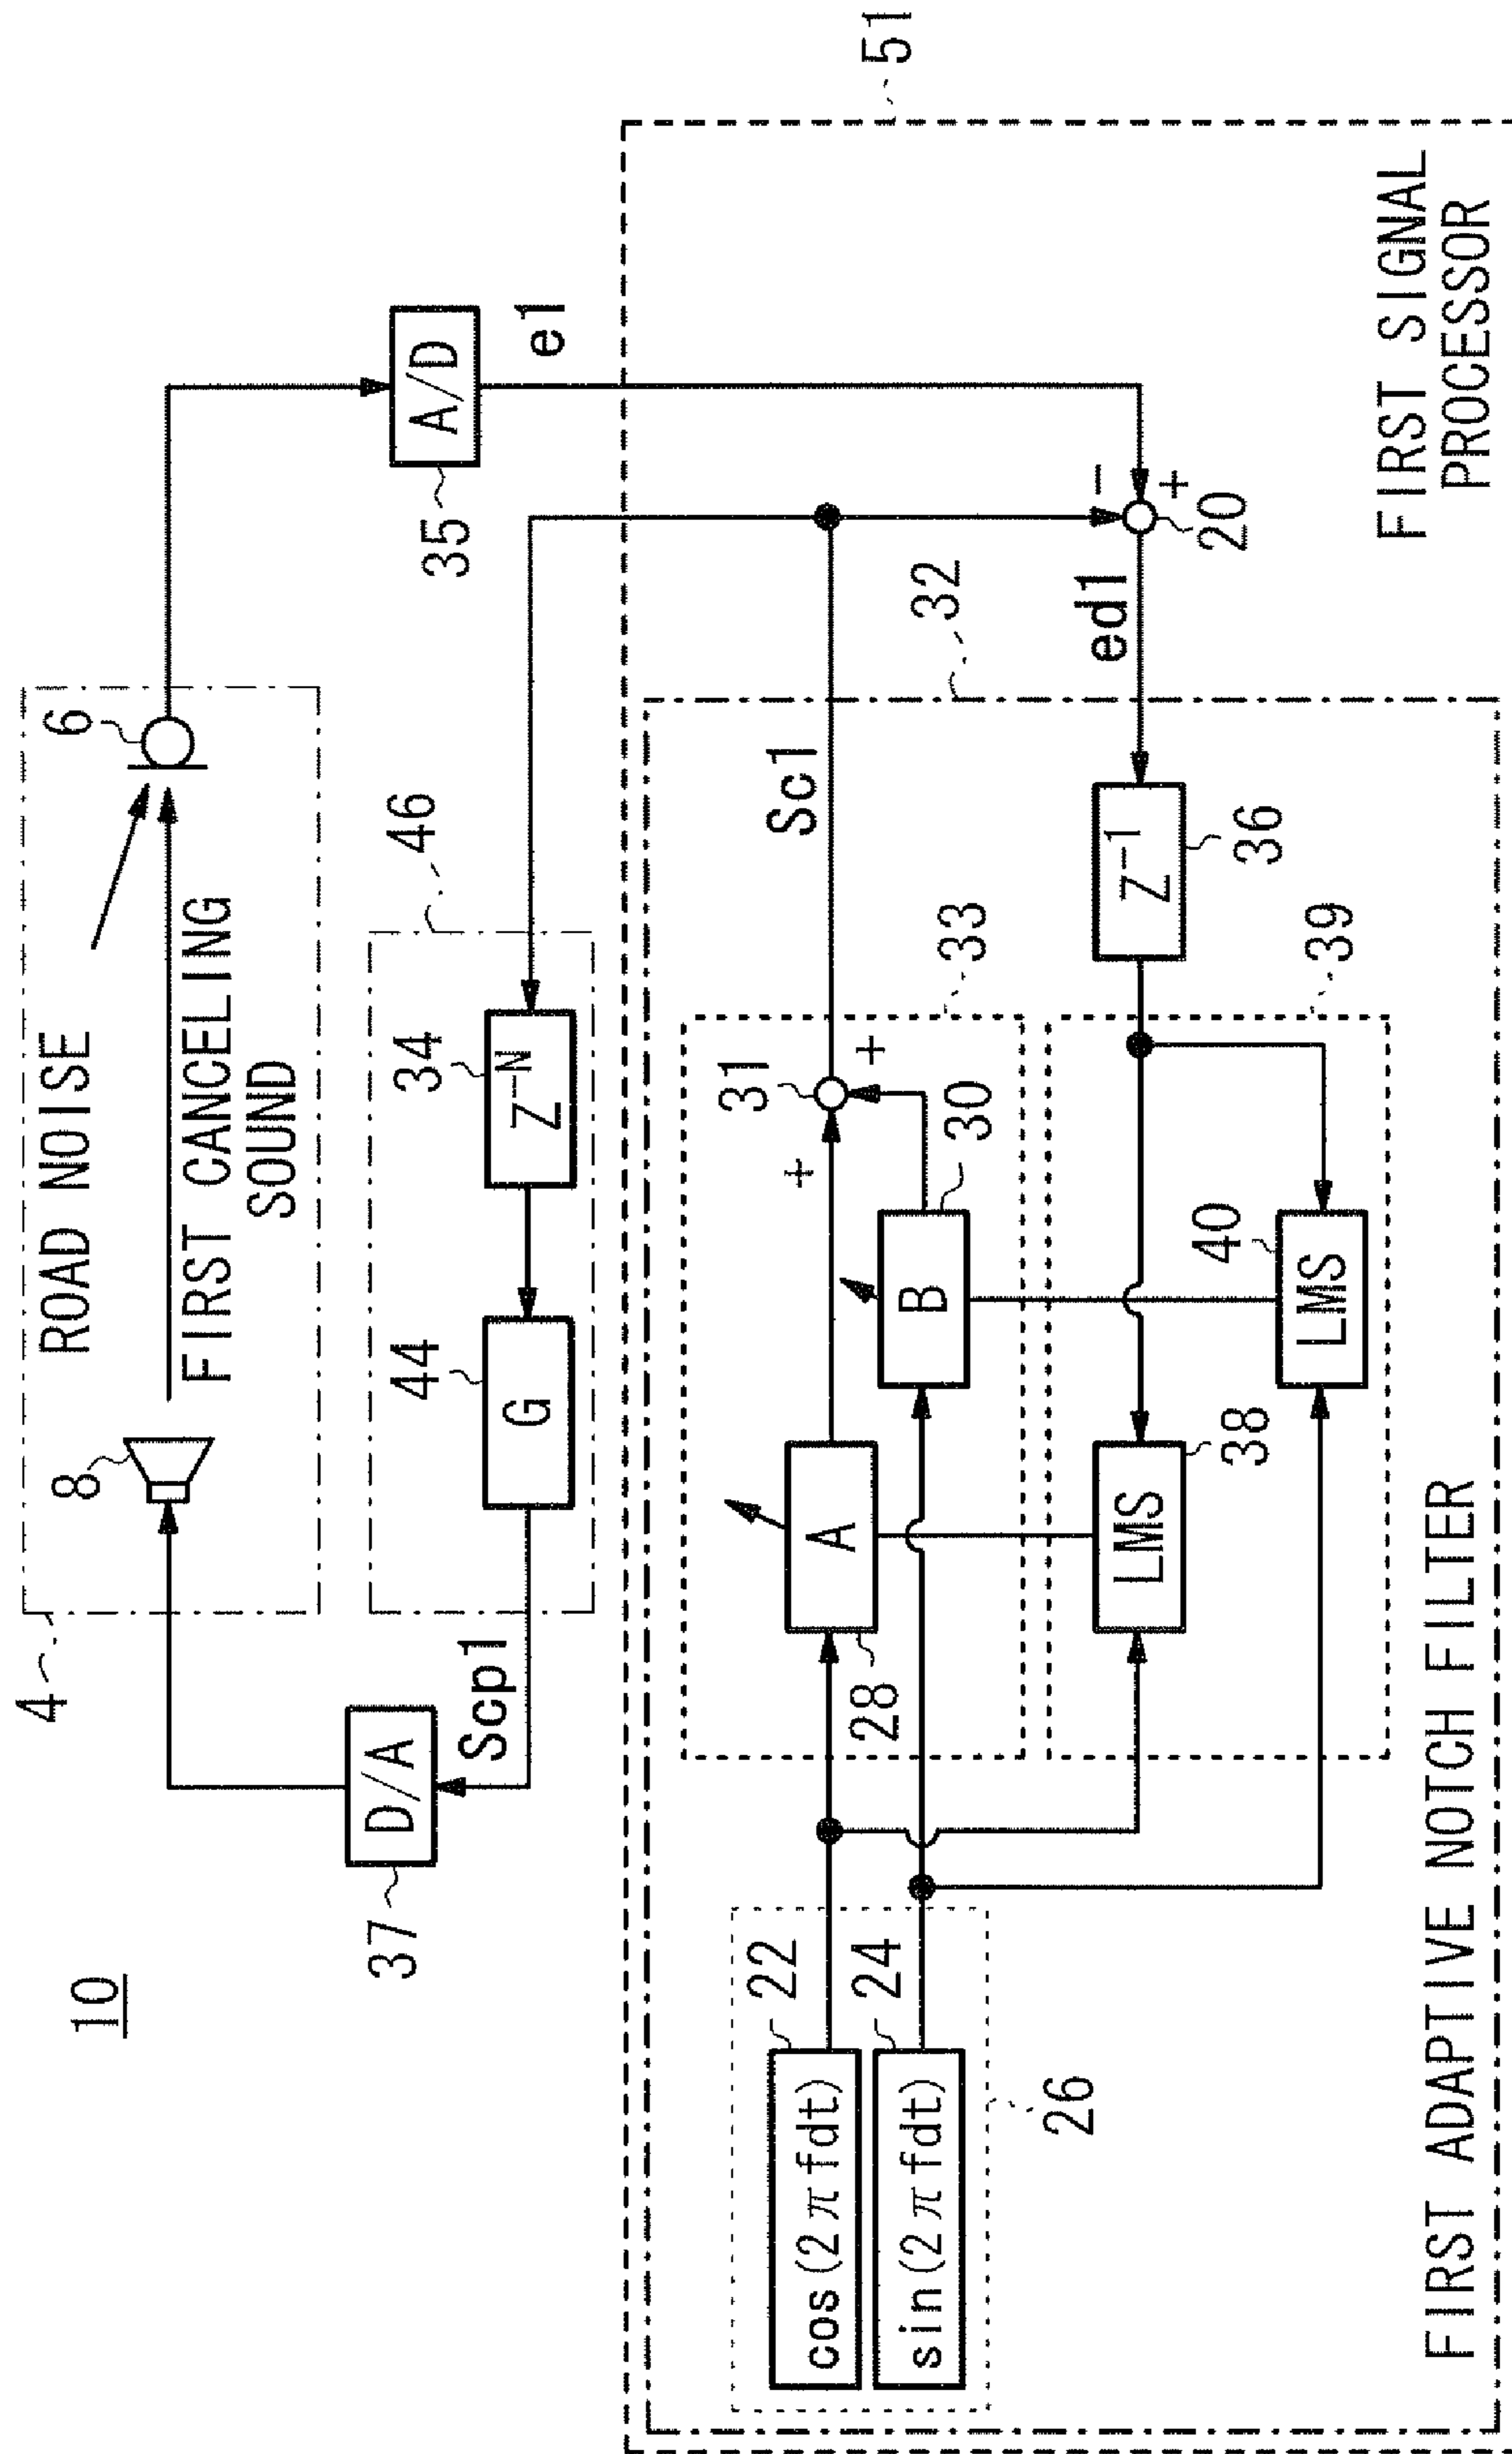 10
4
8
6
ROAD NOISE
FIRST CANCELING
SOUND
37
D/A
Scp1
44
G
34
Z⁻ᴺ
46
35
A/D
e1
51
22
cos(2πfdt)
24
sin(2πfdt)
26
28
A
+
31
+
B
30
33
Sc1
32
−
+
20
ed1
Z⁻¹
36
LMS
38
40
LMS
39
FIRST ADAPTIVE NOTCH FILTER
FIRST SIGNAL
PROCESSOR